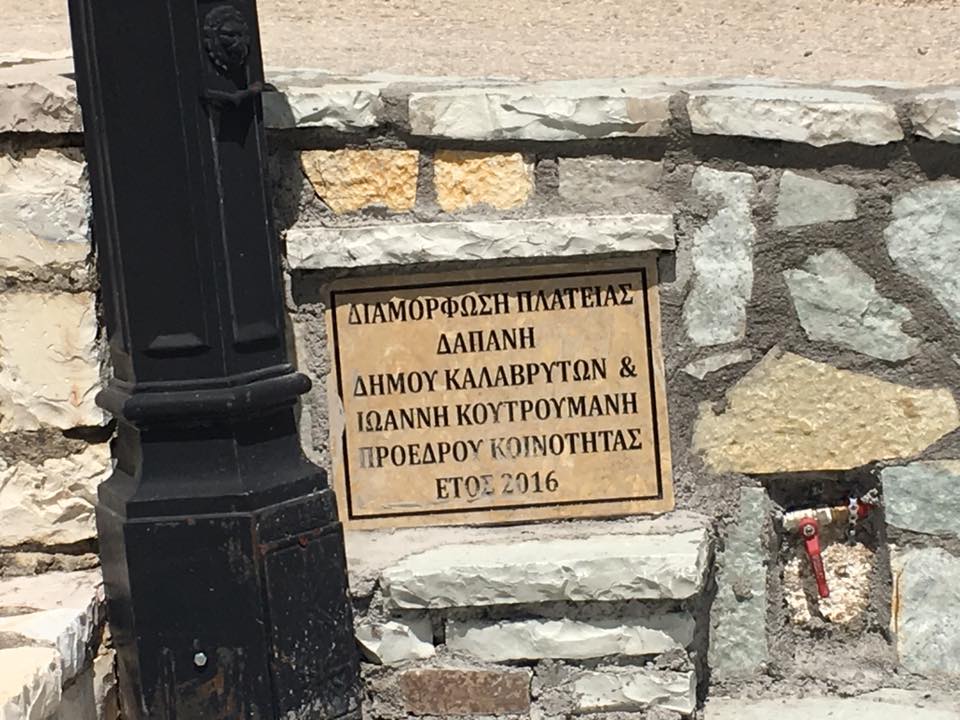 ΔΙΑΜΟΡΦΩΣΗ ΠΛΑΤΕΙΑΣ
ΔΑΠΑΝΗ
ΔΗΜΟΥ ΚΑΛΑΒΡΥΤΩΝ &
ΙΩΑΝΝΗ ΚΟΥΤΡΟΥΜΑΝΗ
ΠΡΟΕΔΡΟΥ ΚΟΙΝΟΤΗΤΑΣ
ΕΤΟΣ 2016